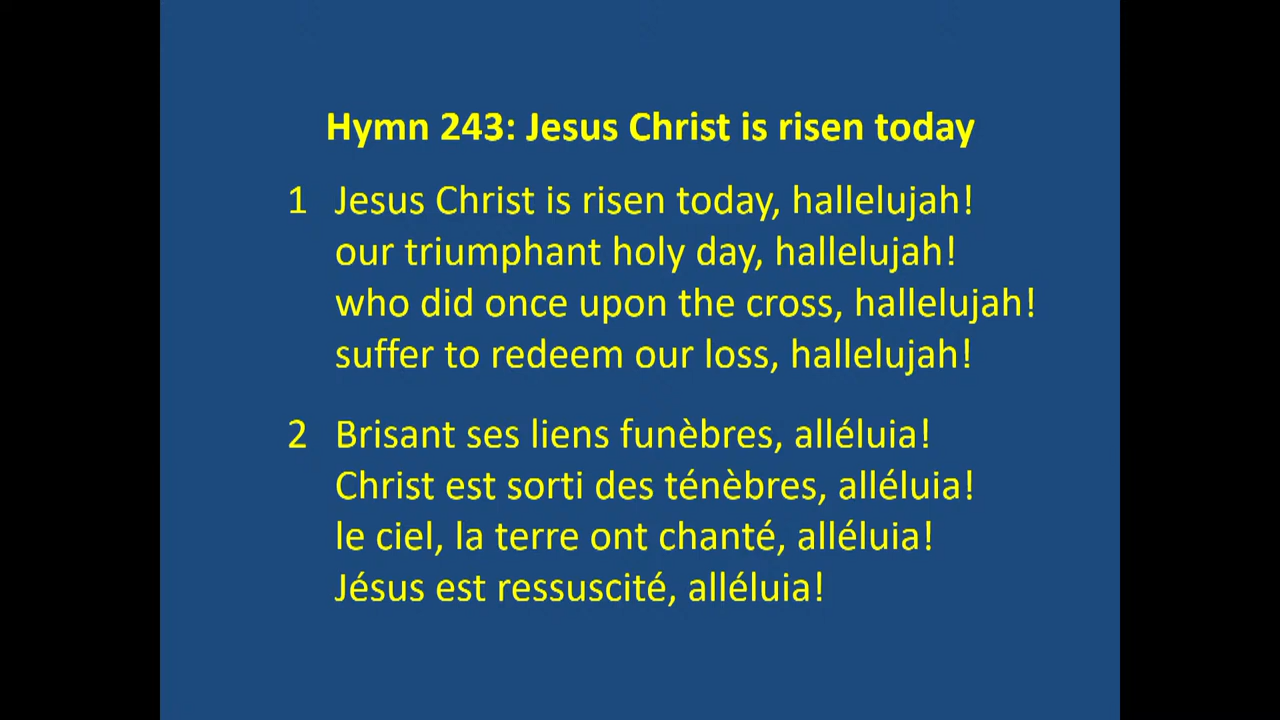 Hymn 243: Jesus Christ is risen today
1 Jesus Christ is risen today, hallelujah!
our triumphant holy day, hallelujah!
who did once upon the cross, hallelujah!
suffer to redeem our loss, hallelujah!
2 Brisant ses liens funèbres, alléluia!
Christ est sorti des ténèbres, alléluia!
le ciel, la terre ont chanté, alléluia!
Jésus est ressuscité, alléluia!